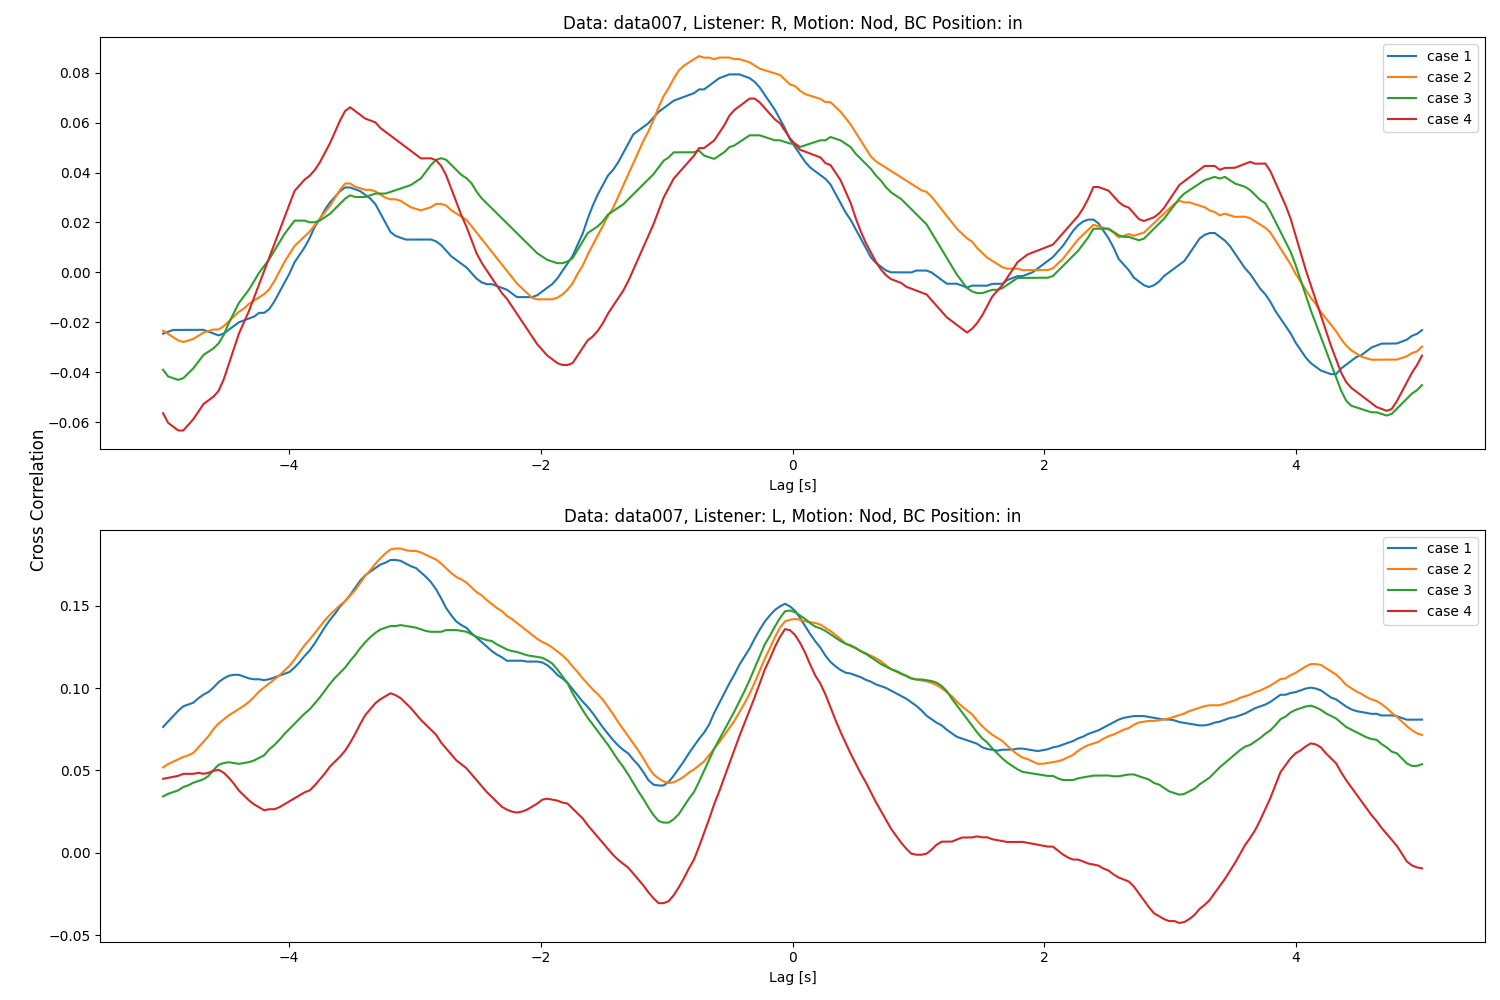 Data: data007, Listener: R, Motion: Nod, BC Position: in
case 1
case 2
case 3
case 4
0.08
0.06
0.04
0.02
0.00
−0.02
−0.04
−0.06
−4 −2 0 2 4
Lag [s]
Cross Correlation
Data: data007, Listener: L, Motion: Nod, BC Position: in
case 1
case 2
case 3
case 4
0.15
0.10
0.05
0.00
−0.05
−4 −2 0 2 4
Lag [s]